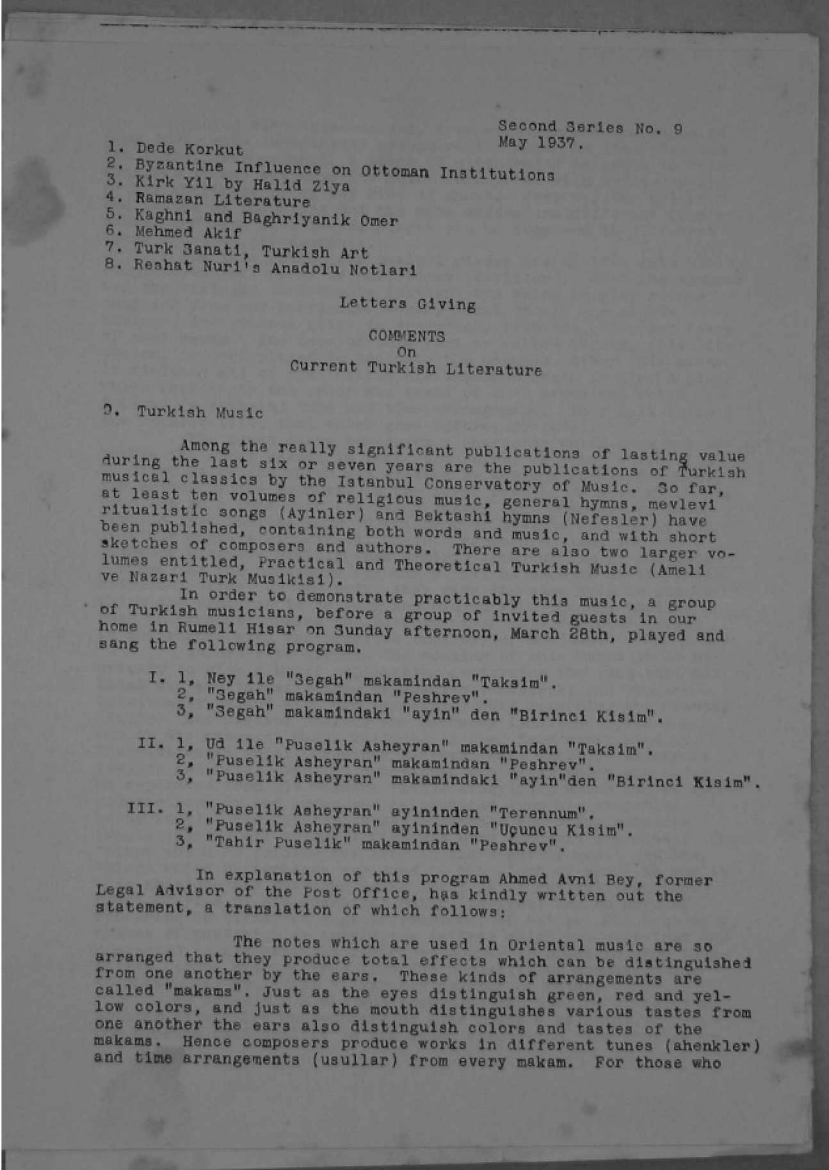 Second Series No. 9
May 1937.
1. Dede Korkut
2. Byzantine Influence on Ottoman Institutions
3. Kirk Yil by Halid Ziya
4. Ramazan Literature
5. Kaghni and Baghriyanik Omer
6. Mehmed Akif
7. Turk Sanati, Turkish Art
8. Reshat Nuri's Anadolu Notlari
Letters Giving
COMMENTS
On
Current Turkish Literature
9. Turkish Music
Among the really significant publications of lasting value
during the last six or seven years are the publications of Turkish
musical classics by the Istanbul Conservatory of Music. So far,
at least ten volumes of religious music, general hymns, mevlevi
ritualistic songs (Ayinler) and Bektashi hymns (Nefesler) have
been published, containing both words and music, and with short
sketches of composers and authors. There are also two larger vo-
lumes entitled, Practical and Theoretical Turkish Music (Ameli
ve Nazari Turk Musikisi).
In order to demonstrate practicably this music, a group
of Turkish musicians, before a group of invited guests in our
home in Rumeli Hisar on Sunday afternoon, March 28th, played and
sang the following program.
I. 1, Ney ile "Segah" makamindan "Taksim".
2, "Segah" makamindan "Peshrev".
3, "Segah" makamindaki "ayin" den "Birinci Kisim".
II. 1, Ud ile "Puselik Asheyran" makamindan "Taksim".
2, "Puselik Asheyran" makamindan "Peshrev".
3, "Puselik Asheyran" makamindaki "ayin"den "Birinci Kisim".
III. 1, "Puselik Asheyran" ayininden "Terennum".
2, "Puselik Asheyran" ayininden "Uçuncu Kisim".
3, "Tahir Puselik" makamindan "Peshrev".
In explanation of this program Ahmed Avni Bey, former
Legal Advisor of the Post Office, has kindly written out the
statement, a translation of which follows:
The notes which are used in Oriental music are so
arranged that they produce total effects which can be distinguished
from one another by the ears. These kinds of arrangements are
called "makams". Just as the eyes distinguish green, red and yel-
low colors, and just as the mouth distinguishes various tastes from
one another the ears also distinguish colors and tastes of the
makams. Hence composers produce works in different tunes (ahenkler)
and time arrangements (usullar) from every makam. For those who